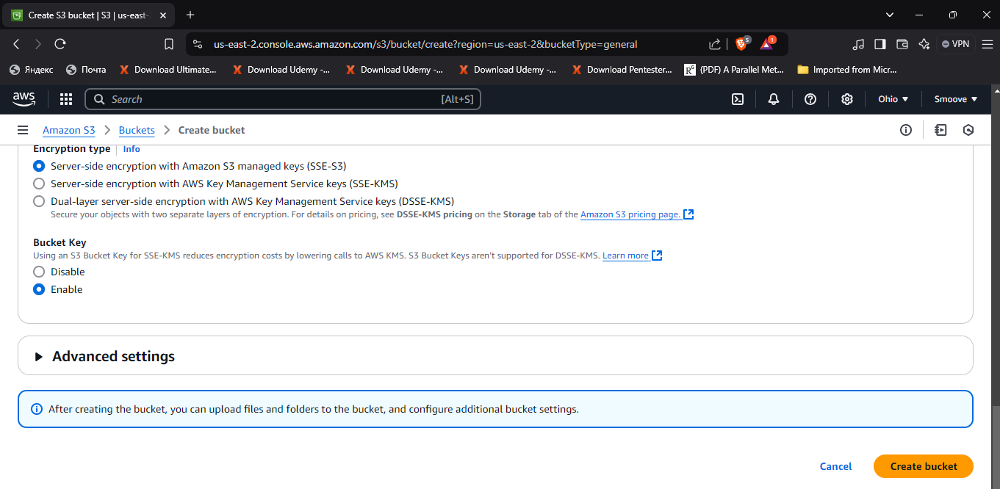 Create S3 bucket | S3 | us-east-
us-east-2.console.aws.amazon.com/s3/bucket/create?region=us-east-2&bucketType=general
5
1
VPN
Яндекс
Почта
Download Ultimate...
Download Udemy -...
Download Udemy -...
Download Udemy -...
Download Pentester...
R^G (PDF) A Parallel Met...
Imported from Micr...
aws
Search
[Alt+S]
Ohio
Smoove
Amazon S3
Buckets
Create bucket
Encryption type
Info
Server-side encryption with Amazon S3 managed keys (SSE-S3)
Server-side encryption with AWS Key Management Service keys (SSE-KMS)
Dual-layer server-side encryption with AWS Key Management Service keys (DSSE-KMS)
Secure your objects with two separate layers of encryption. For details on pricing, see DSSE-KMS pricing on the Storage tab of the Amazon S3 pricing page.
Bucket Key
Using an S3 Bucket Key for SSE-KMS reduces encryption costs by lowering calls to AWS KMS. S3 Bucket Keys aren't supported for DSSE-KMS. Learn more
Disable
Enable
Advanced settings
After creating the bucket, you can upload files and folders to the bucket, and configure additional bucket settings.
Cancel
Create bucket